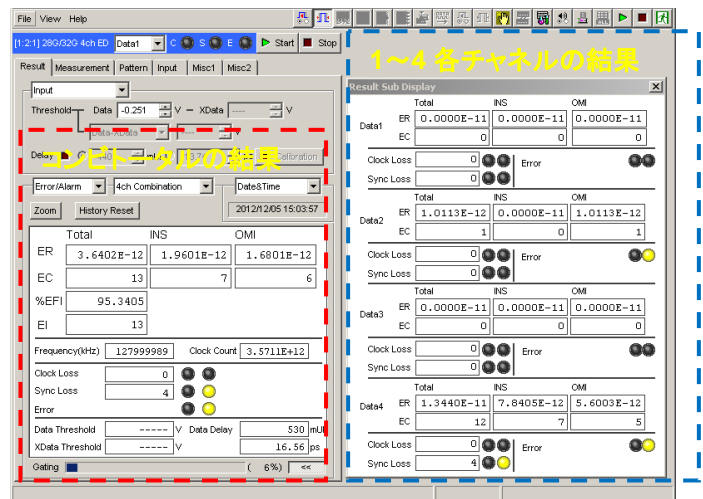 File View Help
[1:2:1] 28G/32G 4ch ED Data1 C S E Start Stop
Result Measurement Pattern Input Misc1 Misc2
Input
Threshold Data -0.251 V - XData ---- V
Data-XData ---- V
Delay
Calibration
コンビトータルの結果
Error/Alarm 4ch Combination Date&Time
Zoom History Reset 2012/12/05 15:03:57
Total INS OMI
ER 3.6402E-12 1.9601E-12 1.6801E-12
EC 13 7 6
%EFI 95.3405
EI 13
Frequency(kHz) 127999989 Clock Count 3.5711E+12
Clock Loss 0
Sync Loss 4
Error
Data Threshold ----- V Data Delay 530 mUI
XData Threshold ----- V 16.56 ps
Gating ( 6%) <<
1～4 各チャネルの結果
Result Sub Display X
Total INS OMI
Data1 ER 0.0000E-11 0.0000E-11 0.0000E-11
EC 0 0 0
Clock Loss 0 Error
Sync Loss 0
Total INS OMI
Data2 ER 1.0113E-12 0.0000E-11 1.0113E-12
EC 1 0 1
Clock Loss 0 Error
Sync Loss 0
Total INS OMI
Data3 ER 0.0000E-11 0.0000E-11 0.0000E-11
EC 0 0 0
Clock Loss 0 Error
Sync Loss 0
Total INS OMI
Data4 ER 1.3440E-11 7.8405E-12 5.6003E-12
EC 12 7 5
Clock Loss 0 Error
Sync Loss 4